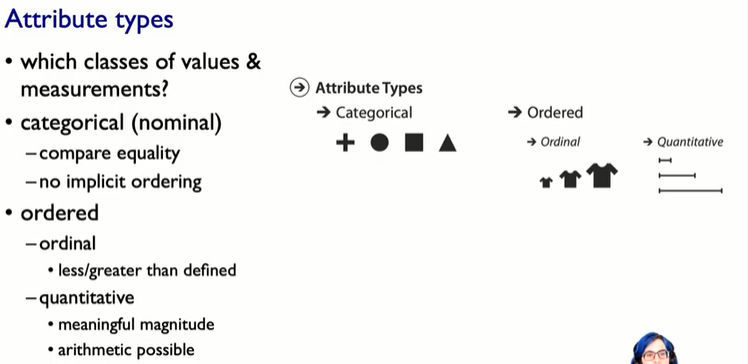 Attribute types
• which classes of values &
measurements?
• categorical (nominal)
–compare equality
–no implicit ordering
• ordered
–ordinal
• less/greater than defined
–quantitative
• meaningful magnitude
• arithmetic possible
→ Attribute Types
→ Categorical
→ Ordered
→ Ordinal
→ Quantitative